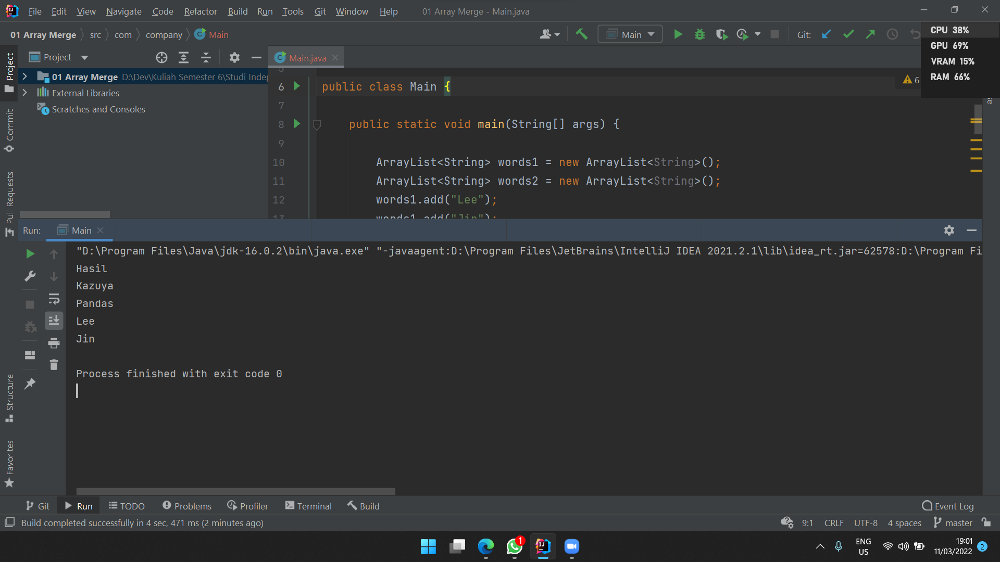 File Edit View Navigate Code Refactor Build Run Tools Git Window Help 01 Array Merge - Main.java
01 Array Merge src com company Main
Main
Git:
CPU 38%
GPU 69%
VRAM 15%
RAM 66%
Project
Main.java
01 Array Merge D:\Dev\Kuliah Semester 6\Studi Inde
External Libraries
Scratches and Consoles
Project
Commit
Pull Requests
Structure
Favorites
6
6 public class Main {
7
8 public static void main(String[] args) {
9
10 ArrayList<String> words1 = new ArrayList<String>();
11 ArrayList<String> words2 = new ArrayList<String>();
12 words1.add("Lee");
13 words1.add("Jin");
Run: Main
"D:\Program Files\Java\jdk-16.0.2\bin\java.exe" "-javaagent:D:\Program Files\JetBrains\IntelliJ IDEA 2021.2.1\lib\idea_rt.jar=62578:D:\Program Fi
Hasil
Kazuya
Pandas
Lee
Jin
Process finished with exit code 0
Git Run TODO Problems Profiler Terminal Build Event Log
Build completed successfully in 4 sec, 471 ms (2 minutes ago) 9:1 CRLF UTF-8 4 spaces master
1
IJ
ENG
US
19:01
11/03/2022
2